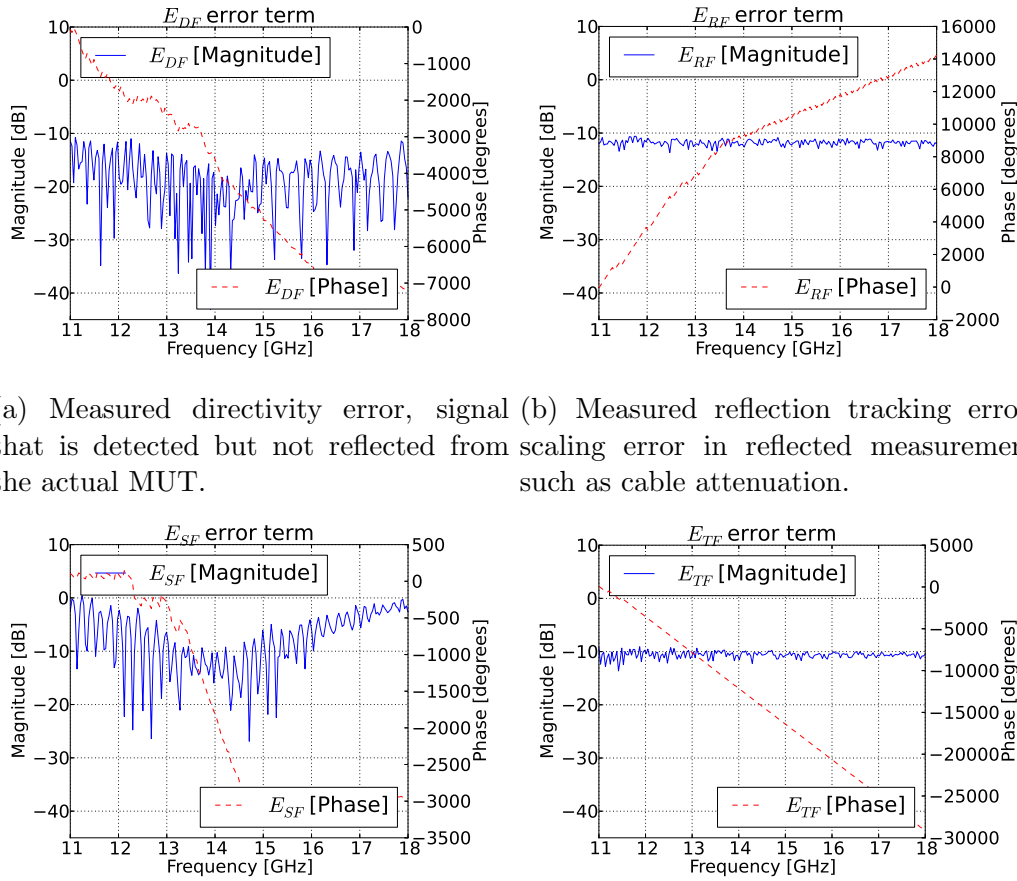 E_DF error term
10
0
−10
−20
−30
−40
Magnitude [dB]
E_DF [Magnitude]
E_DF [Phase]
0
−1000
−2000
−3000
−4000
−5000
−6000
−7000
−8000
Phase [degrees]
11 12 13 14 15 16 17 18
Frequency [GHz]
E_RF error term
10
0
−10
−20
−30
−40
Magnitude [dB]
E_RF [Magnitude]
E_RF [Phase]
16000
14000
12000
10000
8000
6000
4000
2000
0
−2000
Phase [degrees]
11 12 13 14 15 16 17 18
Frequency [GHz]
a) Measured directivity error, signal
that is detected but not reflected from
the actual MUT.
(b) Measured reflection tracking erro
scaling error in reflected measuremen
such as cable attenuation.
E_SF error term
10
0
−10
−20
−30
−40
Magnitude [dB]
E_SF [Magnitude]
E_SF [Phase]
500
0
−500
−1000
−1500
−2000
−2500
−3000
−3500
Phase [degrees]
11 12 13 14 15 16 17 18
Frequency [GHz]
E_TF error term
10
0
−10
−20
−30
−40
Magnitude [dB]
E_TF [Magnitude]
E_TF [Phase]
5000
0
−5000
−10000
−15000
−20000
−25000
−30000
Phase [degrees]
11 12 13 14 15 16 17 18
Frequency [GHz]